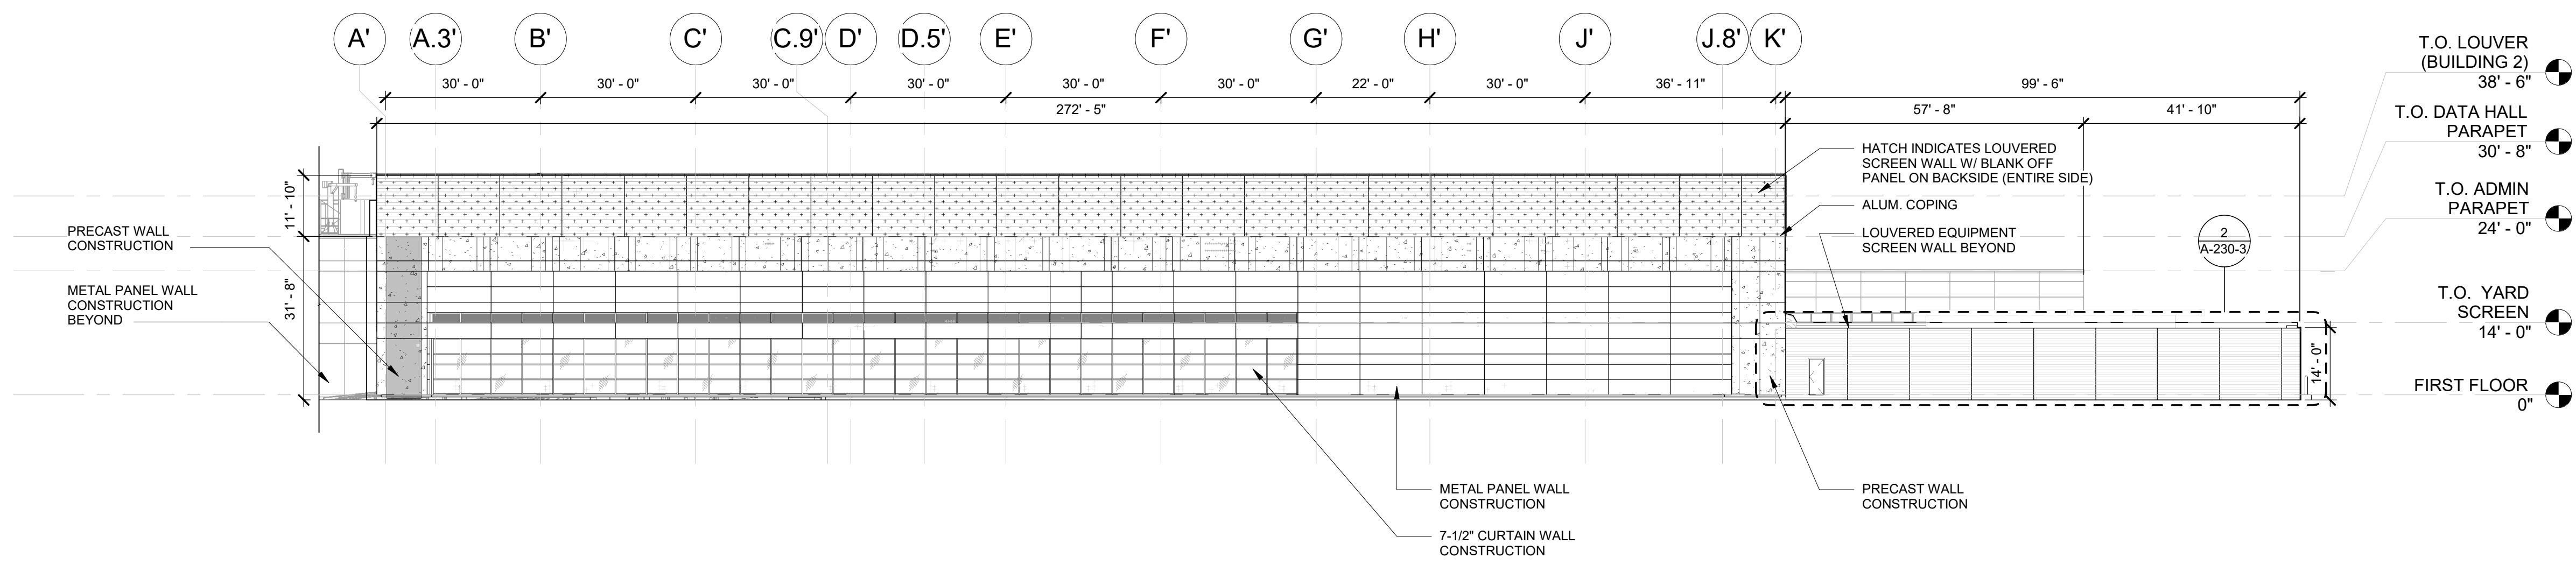 A'
A.3'
B'
C'
C.9'
D'
D.5'
E'
F'
G'
H'
J'
J.8'
K'
30' - 0"
30' - 0"
30' - 0"
30' - 0"
30' - 0"
30' - 0"
22' - 0"
30' - 0"
36' - 11"
99' - 6"
272' - 5"
57' - 8"
41' - 10"
T.O. LOUVER
(BUILDING 2)
38' - 6"
T.O. DATA HALL
PARAPET
30' - 8"
T.O. ADMIN
PARAPET
24' - 0"
T.O. YARD
SCREEN
14' - 0"
FIRST FLOOR
0"
HATCH INDICATES LOUVERED
SCREEN WALL W/ BLANK OFF
PANEL ON BACKSIDE (ENTIRE SIDE)
ALUM. COPING
LOUVERED EQUIPMENT
SCREEN WALL BEYOND
2
A-230-3
11' - 10"
31' - 8"
14' - 0"
PRECAST WALL
CONSTRUCTION
METAL PANEL WALL
CONSTRUCTION
BEYOND
METAL PANEL WALL
CONSTRUCTION
7-1/2" CURTAIN WALL
CONSTRUCTION
PRECAST WALL
CONSTRUCTION